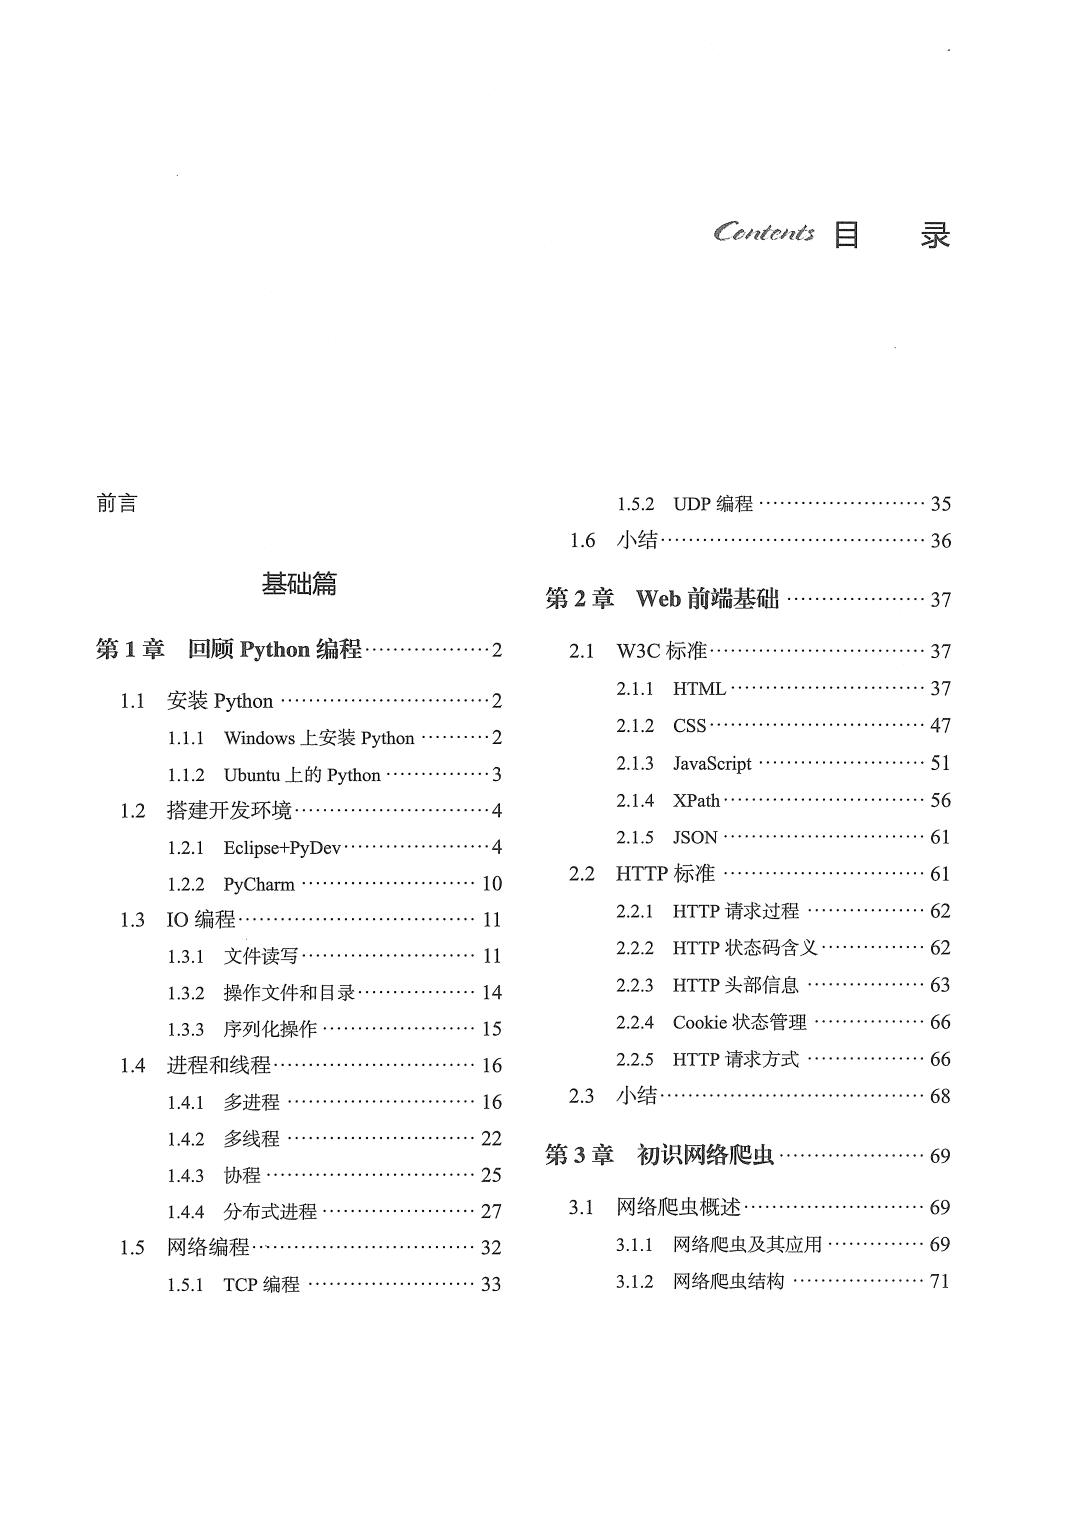 Contents 目 录
前言
基础篇
第1章 回顾 Python 编程………………2
1.1 安装 Python …………………………2
1.1.1 Windows 上安装 Python ………2
1.1.2 Ubuntu 上的 Python ……………3
1.2 搭建开发环境…………………………4
1.2.1 Eclipse+PyDev……………………4
1.2.2 PyCharm …………………… 10
1.3 IO 编程…………………………… 11
1.3.1 文件读写…………………… 11
1.3.2 操作文件和目录……………… 14
1.3.3 序列化操作 ………………… 15
1.4 进程和线程………………………… 16
1.4.1 多进程 ……………………… 16
1.4.2 多线程 ……………………… 22
1.4.3 协程 ………………………… 25
1.4.4 分布式进程 ………………… 27
1.5 网络编程…………………………… 32
1.5.1 TCP 编程 …………………… 33
1.5.2 UDP 编程 …………………… 35
1.6 小结………………………………… 36
第2章 Web 前端基础 ………………… 37
2.1 W3C 标准………………………… 37
2.1.1 HTML ……………………… 37
2.1.2 CSS………………………… 47
2.1.3 JavaScript …………………… 51
2.1.4 XPath………………………… 56
2.1.5 JSON ………………………… 61
2.2 HTTP 标准 ………………………… 61
2.2.1 HTTP 请求过程 ……………… 62
2.2.2 HTTP 状态码含义…………… 62
2.2.3 HTTP 头部信息 ……………… 63
2.2.4 Cookie 状态管理 …………… 66
2.2.5 HTTP 请求方式 ……………… 66
2.3 小结………………………………… 68
第3章 初识网络爬虫 ………………… 69
3.1 网络爬虫概述……………………… 69
3.1.1 网络爬虫及其应用 ………… 69
3.1.2 网络爬虫结构 ……………… 71